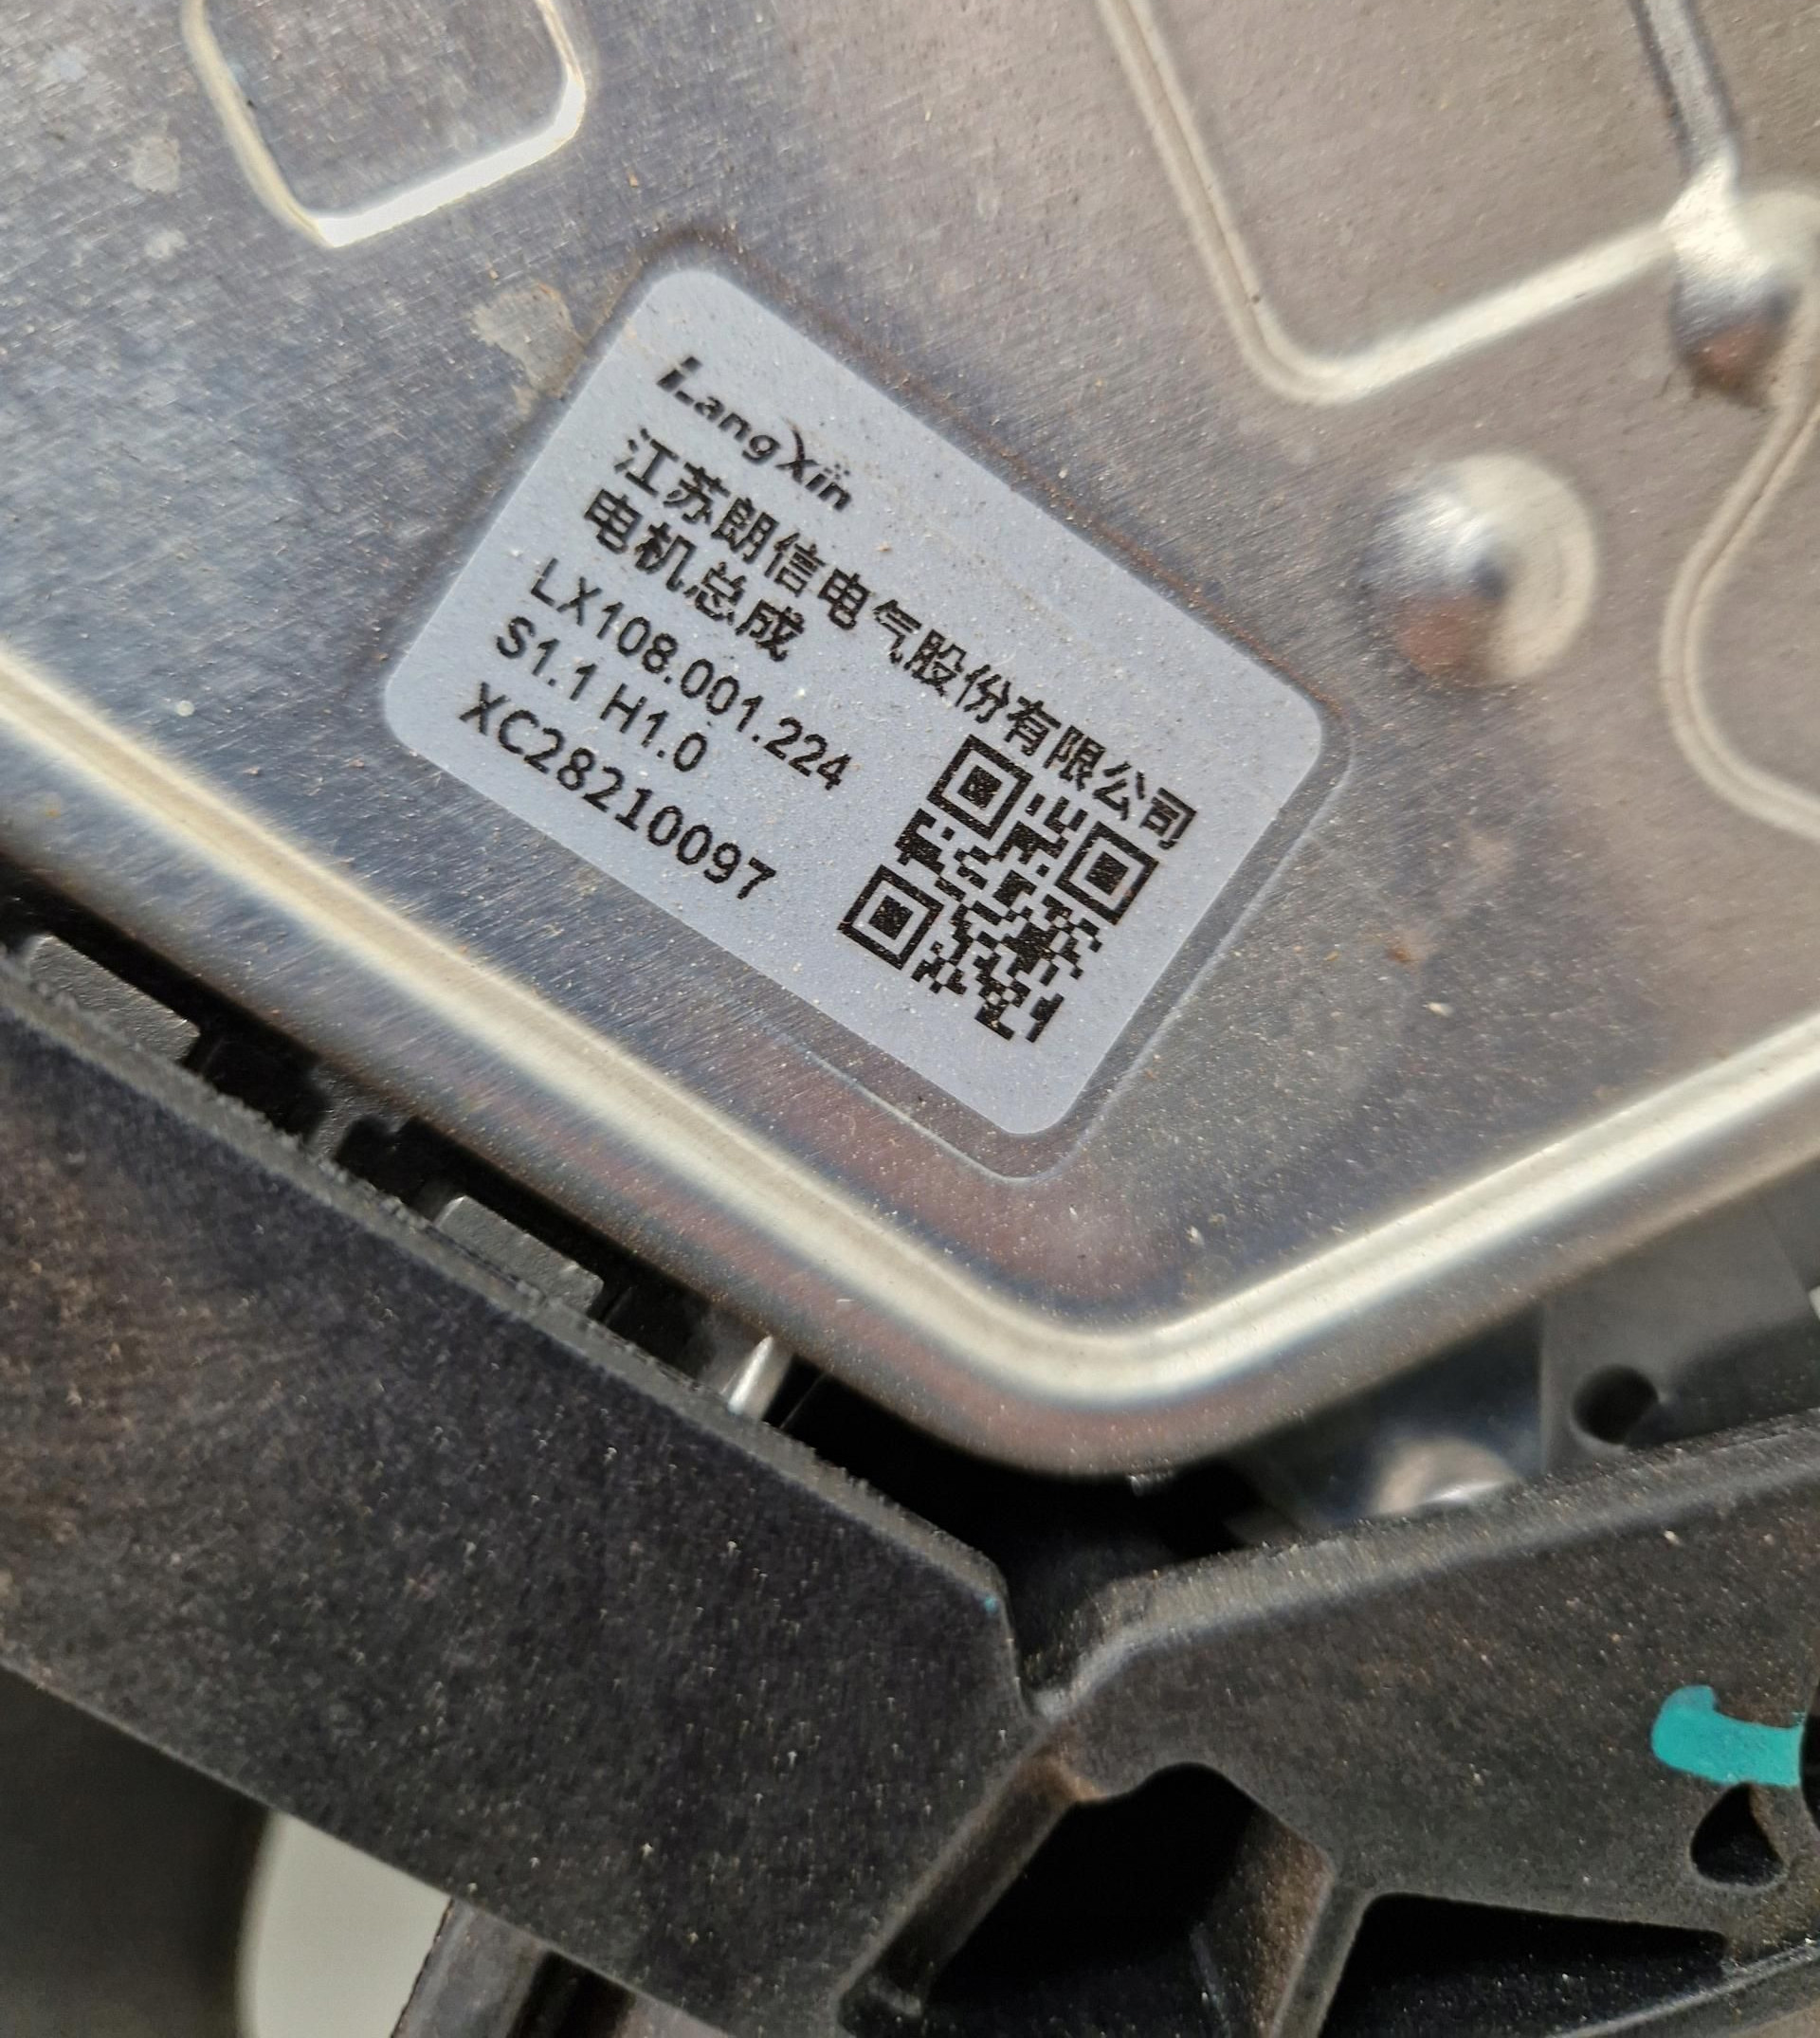 LangXin
江苏朗信电气股份有限公司
电机总成
LX108.001.224
S1.1 H1.0
XC28210097